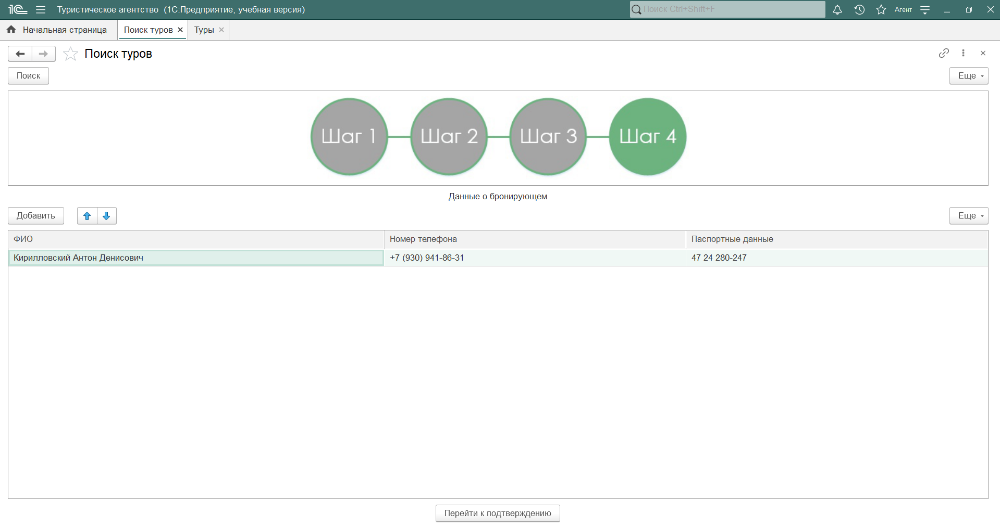 1С Туристическое агентство (1С:Предприятие, учебная версия) Поиск Ctrl+Shift+F Агент
Начальная страница Поиск туров Туры
Поиск туров
Поиск Еще
Шаг 1 Шаг 2 Шаг 3 Шаг 4
Данные о бронирующем
Добавить Еще
ФИО Номер телефона Паспортные данные
Кирилловский Антон Денисович +7 (930) 941-86-31 47 24 280-247
Перейти к подтверждению